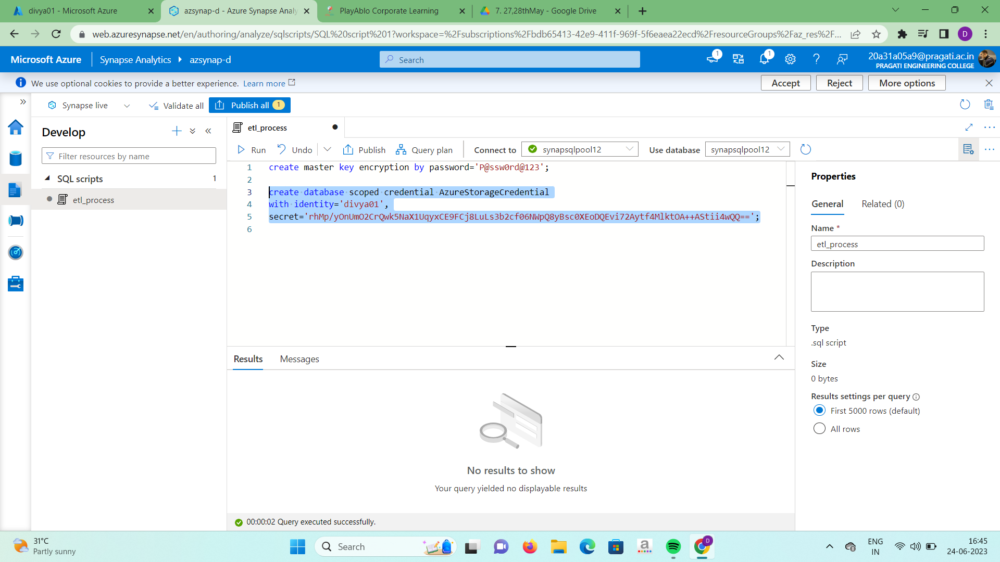 divya01 - Microsoft Azure
azsynap-d - Azure Synapse Analy
PlayAblo Corporate Learning
7. 27,28thMay - Google Drive
web.azuresynapse.net/en/authoring/analyze/sqlscripts/SQL%20script%201?workspace=%2Fsubscriptions%2Fbdb65413-42e9-411f-969f-5f6eaea22ecd%2FresourceGroups%2Faz_res%2F...
D
Microsoft Azure
Synapse Analytics
azsynap-d
Search
1
1
20a31a05a9@pragati.ac.in
PRAGATI ENGINEERING COLLEGE
We use optional cookies to provide a better experience. Learn more
Accept
Reject
More options
Synapse live
Validate all
Publish all 1
Develop
Filter resources by name
SQL scripts 1
etl_process
etl_process
Run
Undo
Publish
Query plan
Connect to
synapsqlpool12
Use database
synapsqlpool12
1 create master key encryption by password='P@ssw0rd@123';
2
3 create database scoped credential AzureStorageCredential
4 with identity='divya01',
5 secret='rhMp/yOnUmO2CrQwk5NaX1UqyxCE9FCj8LuLs3b2cf06NWpQ8yBsc0XEoDQEvi72Aytf4MlktOA++AStii4wQQ==';
6
Results
Messages
No results to show
Your query yielded no displayable results
00:00:02 Query executed successfully.
Properties
General
Related (0)
Name *
etl_process
Description
Type
.sql script
Size
0 bytes
Results settings per query
First 5000 rows (default)
All rows
31°C
Partly sunny
Search
a
D
ENG
IN
16:45
24-06-2023